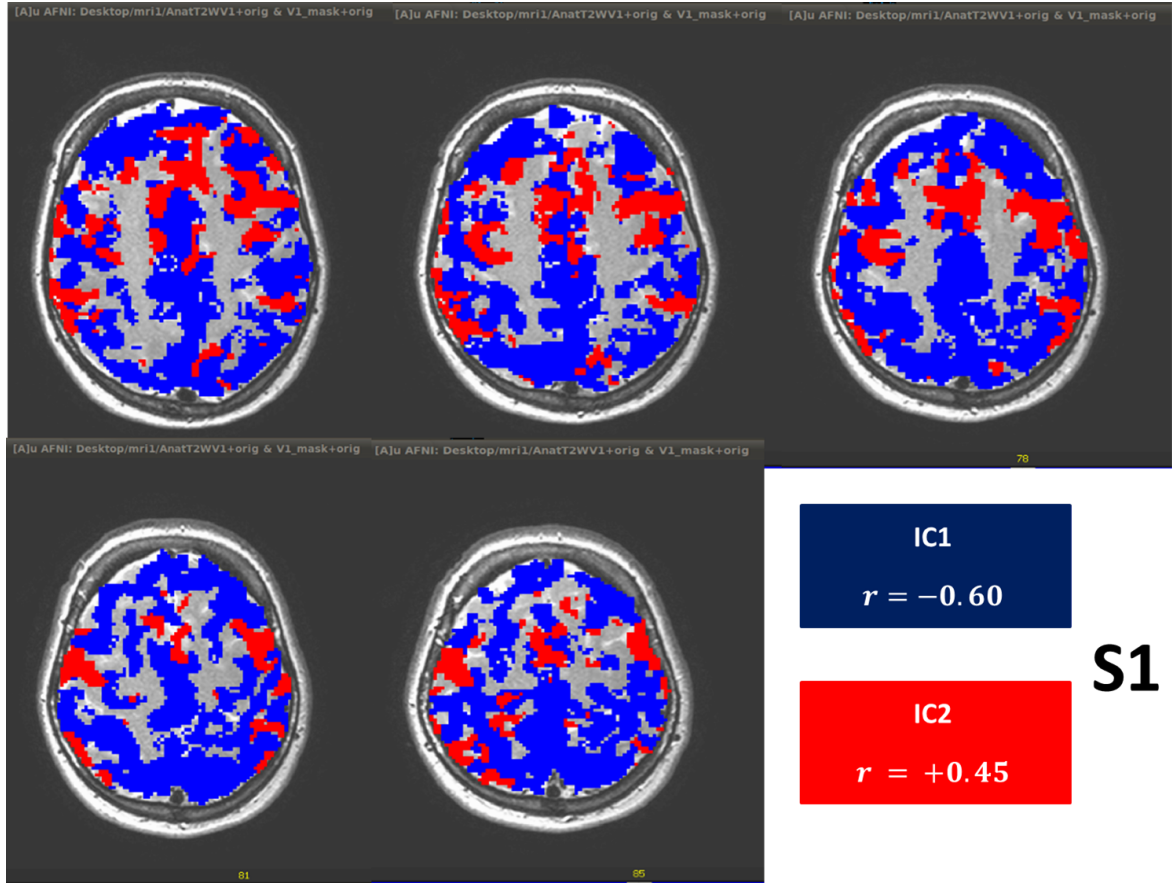 [A]u AFNI: Desktop/mri1/AnatT2WV1+orig & V1_mask+orig
[A]u AFNI: Desktop/mri1/AnatT2WV1+orig & V1_mask+orig
[A]u AFNI: Desktop/mri1/AnatT2WV1+orig & V1_mask+orig
[A]u AFNI: Desktop/mri1/AnatT2WV1+orig & V1_mask+orig
[A]u AFNI: Desktop/mri1/AnatT2WV1+orig & V1_mask+orig
78
IC1
r = −0.60
S1
IC2
r = +0.45
81
85